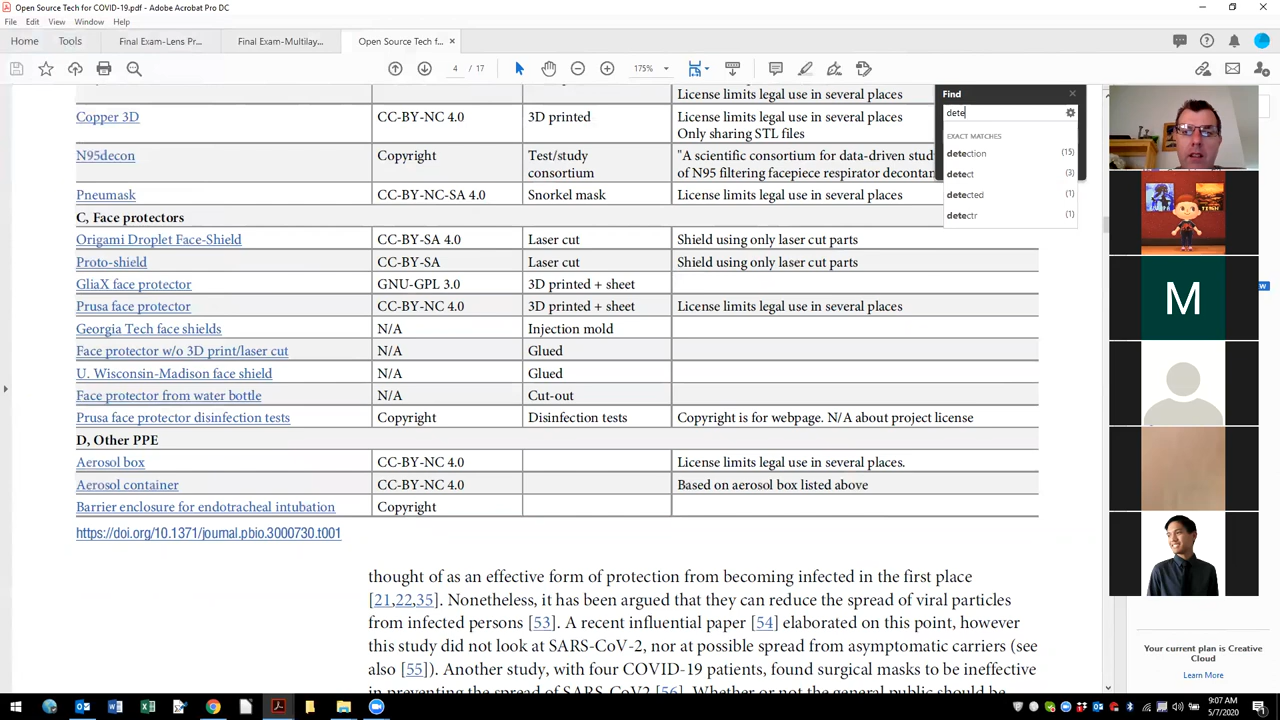 Open Source Tech for COVID-19.pdf - Adobe Acrobat Pro DC
File Edit View Window Help
Home Tools Final Exam-Lens Pr... Final Exam-Multilay... Open Source Tech f... ×
4 / 17 175%
Find
dete
EXACT MATCHES
detection (15)
detect (3)
detected (1)
detectr (1)
License limits legal use in several places
Copper 3D CC-BY-NC 4.0 3D printed License limits legal use in several places
Only sharing STL files
N95decon Copyright Test/study "A scientific consortium for data-driven stud
consortium of N95 filtering facepiece respirator decontan
Pneumask CC-BY-NC-SA 4.0 Snorkel mask License limits legal use in several places
C, Face protectors
Origami Droplet Face-Shield CC-BY-SA 4.0 Laser cut Shield using only laser cut parts
Proto-shield CC-BY-SA Laser cut Shield using only laser cut parts
GliaX face protector GNU-GPL 3.0 3D printed + sheet
Prusa face protector CC-BY-NC 4.0 3D printed + sheet License limits legal use in several places
Georgia Tech face shields N/A Injection mold
Face protector w/o 3D print/laser cut N/A Glued
U. Wisconsin-Madison face shield N/A Glued
Face protector from water bottle N/A Cut-out
Prusa face protector disinfection tests Copyright Disinfection tests Copyright is for webpage. N/A about project license
D, Other PPE
Aerosol box CC-BY-NC 4.0 License limits legal use in several places.
Aerosol container CC-BY-NC 4.0 Based on aerosol box listed above
Barrier enclosure for endotracheal intubation Copyright
https://doi.org/10.1371/journal.pbio.3000730.t001
thought of as an effective form of protection from becoming infected in the first place
[21,22,35]. Nonetheless, it has been argued that they can reduce the spread of viral particles
from infected persons [53]. A recent influential paper [54] elaborated on this point, however
this study did not look at SARS-CoV-2, nor at possible spread from asymptomatic carriers (see
also [55]). Another study, with four COVID-19 patients, found surgical masks to be ineffective
in preventing the spread of SARS-CoV2 [56]. Whether or not the general public should be
M
Your current plan is Creative
Cloud
Learn More
9:07 AM
5/7/2020